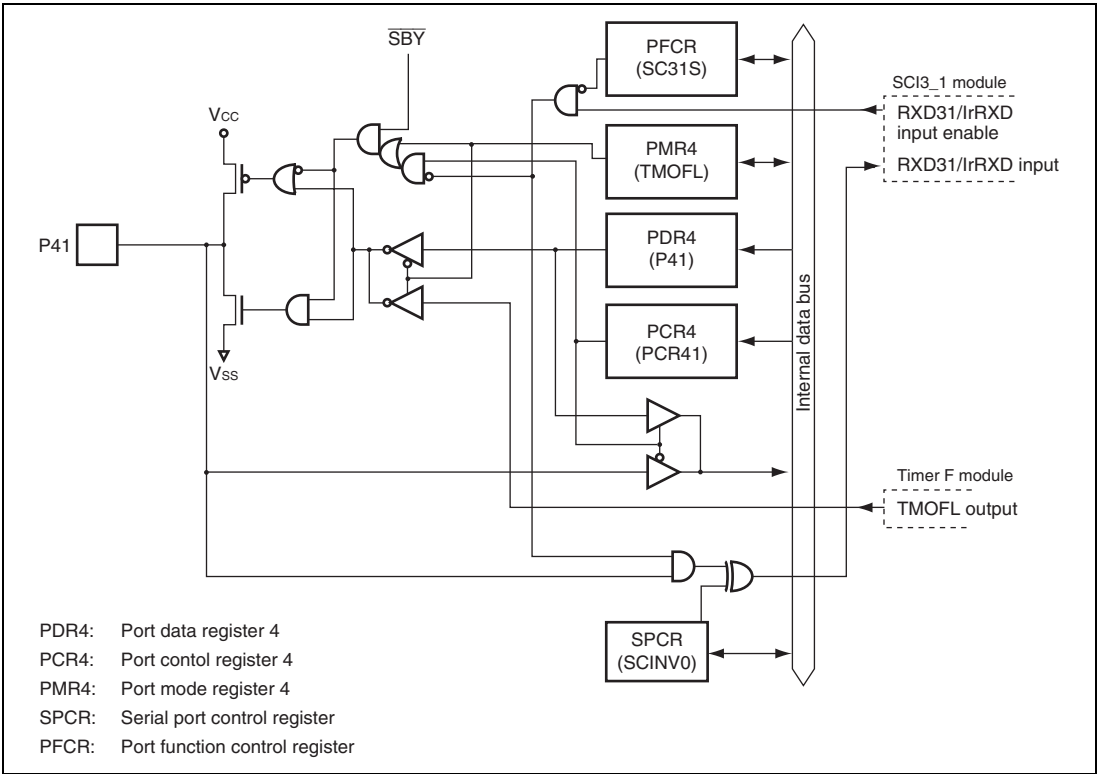 SBY
PFCR
(SC31S)
SCI3_1 module
RXD31/IrRXD
input enable
RXD31/IrRXD input
VCC
PMR4
(TMOFL)
P41
PDR4
(P41)
PCR4
(PCR41)
Internal data bus
VSS
Timer F module
TMOFL output
SPCR
(SCINV0)
PDR4: Port data register 4
PCR4: Port contol register 4
PMR4: Port mode register 4
SPCR: Serial port control register
PFCR: Port function control register